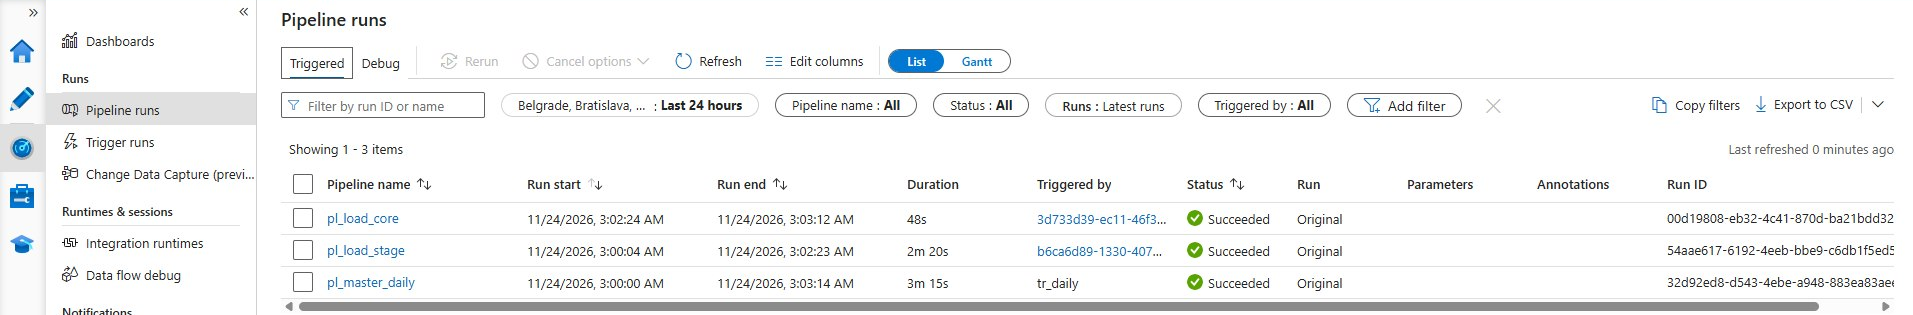 Pipeline runs
Dashboards
Runs
Pipeline runs
Trigger runs
Change Data Capture (previ...
Runtimes & sessions
Integration runtimes
Data flow debug
Notifications
Triggered Debug Rerun Cancel options Refresh Edit columns List Gantt
Filter by run ID or name Belgrade, Bratislava, ... : Last 24 hours Pipeline name : All Status : All Runs : Latest runs Triggered by : All Add filter Copy filters Export to CSV
Showing 1 - 3 items Last refreshed 0 minutes ago
Pipeline name Run start Run end Duration Triggered by Status Run Parameters Annotations Run ID
pl_load_core 11/24/2026, 3:02:24 AM 11/24/2026, 3:03:12 AM 48s 3d733d39-ec11-46f3... Succeeded Original 00d19808-eb32-4c41-870d-ba21bdd32
pl_load_stage 11/24/2026, 3:00:04 AM 11/24/2026, 3:02:23 AM 2m 20s b6ca6d89-1330-407... Succeeded Original 54aae617-6192-4eeb-bbe9-c6db1f5ed5
pl_master_daily 11/24/2026, 3:00:00 AM 11/24/2026, 3:03:14 AM 3m 15s tr_daily Succeeded Original 32d92ed8-d543-4ebe-a948-883ea83aee